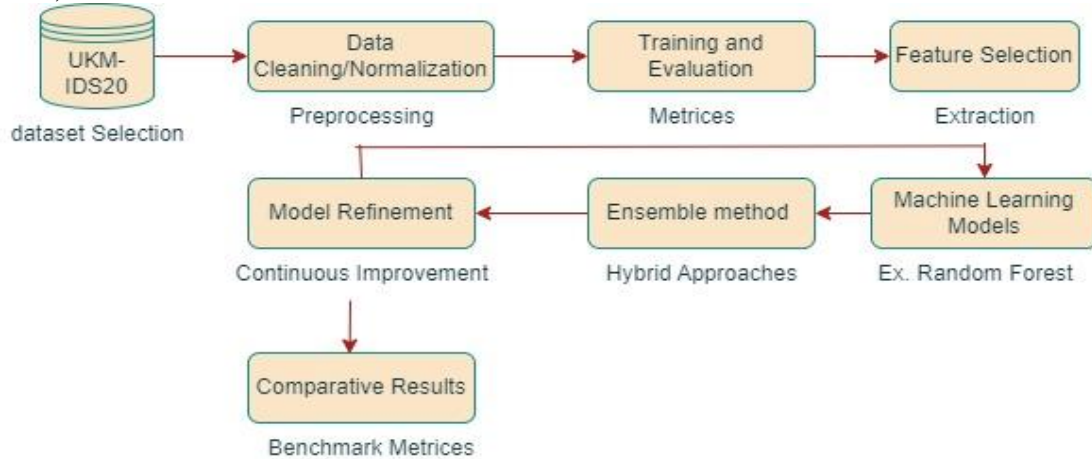 UKM-
IDS20
dataset Selection
Data
Cleaning/Normalization
Preprocessing
Training and
Evaluation
Metrices
Feature Selection
Extraction
Machine Learning
Models
Ex. Random Forest
Ensemble method
Hybrid Approaches
Model Refinement
Continuous Improvement
Comparative Results
Benchmark Metrices